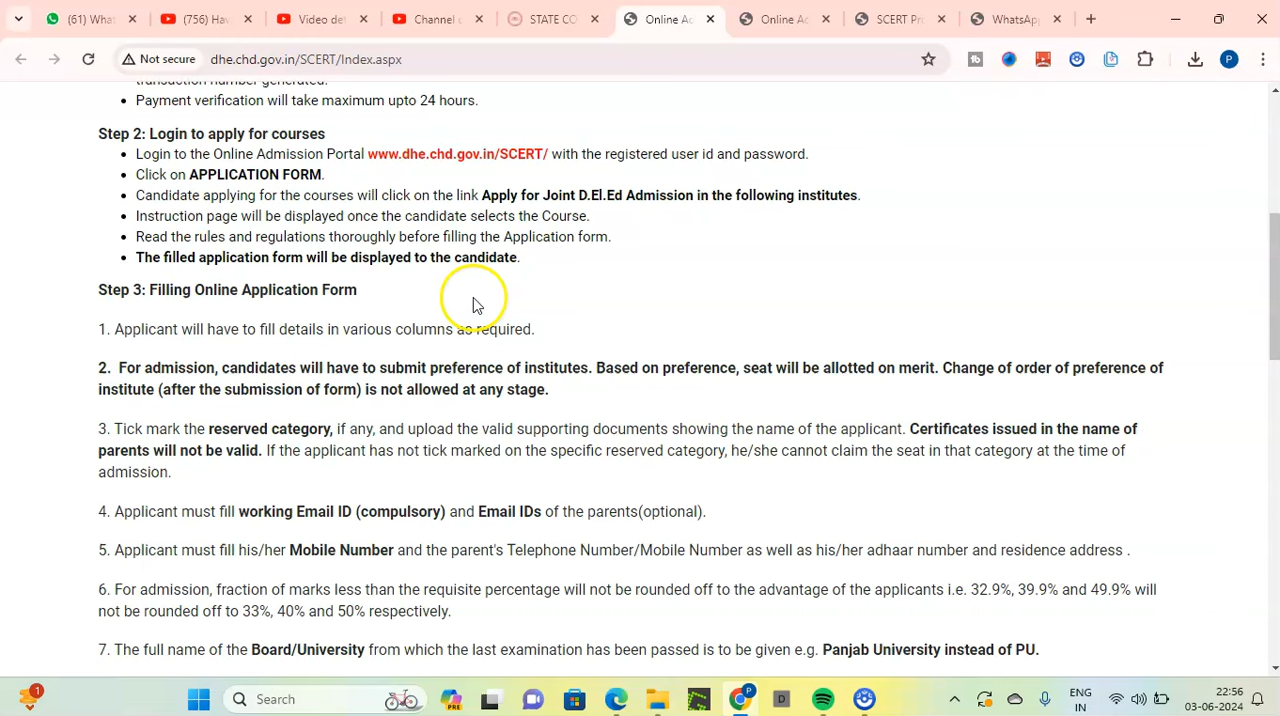 (61) What
(756) Hav
Video det
Channel c
STATE CO
Online Ac
Online Ac
SCERT Pro
WhatsApp
Not secure
dhe.chd.gov.in/SCERT/Index.aspx
P
transaction number generated.
• Payment verification will take maximum upto 24 hours.
Step 2: Login to apply for courses
• Login to the Online Admission Portal www.dhe.chd.gov.in/SCERT/ with the registered user id and password.
• Click on APPLICATION FORM.
• Candidate applying for the courses will click on the link Apply for Joint D.El.Ed Admission in the following institutes.
• Instruction page will be displayed once the candidate selects the Course.
• Read the rules and regulations thoroughly before filling the Application form.
• The filled application form will be displayed to the candidate.
Step 3: Filling Online Application Form
1. Applicant will have to fill details in various columns as required.
2. For admission, candidates will have to submit preference of institutes. Based on preference, seat will be allotted on merit. Change of order of preference of
institute (after the submission of form) is not allowed at any stage.
3. Tick mark the reserved category, if any, and upload the valid supporting documents showing the name of the applicant. Certificates issued in the name of
parents will not be valid. If the applicant has not tick marked on the specific reserved category, he/she cannot claim the seat in that category at the time of
admission.
4. Applicant must fill working Email ID (compulsory) and Email IDs of the parents(optional).
5. Applicant must fill his/her Mobile Number and the parent's Telephone Number/Mobile Number as well as his/her adhaar number and residence address .
6. For admission, fraction of marks less than the requisite percentage will not be rounded off to the advantage of the applicants i.e. 32.9%, 39.9% and 49.9% will
not be rounded off to 33%, 40% and 50% respectively.
7. The full name of the Board/University from which the last examination has been passed is to be given e.g. Panjab University instead of PU.
1
Search
PRE
D
P
ENG
IN
22:56
03-06-2024